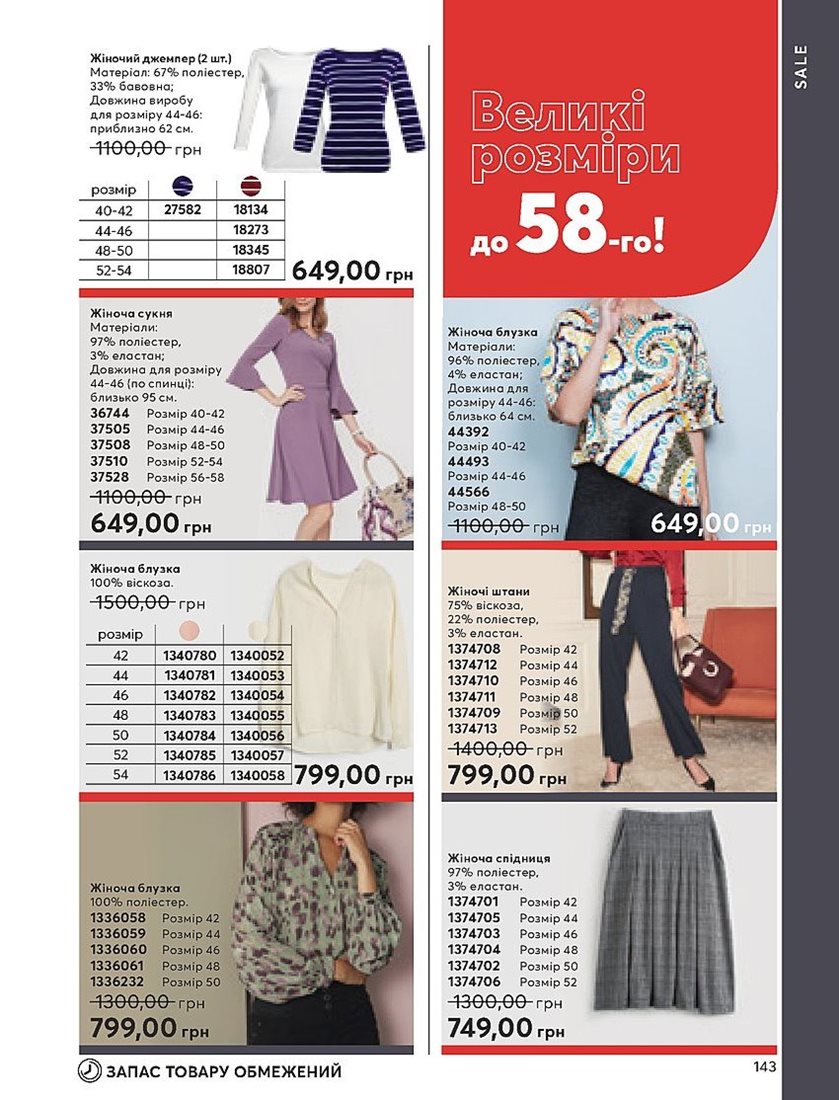 SALE
Жіночий джемпер (2 шт.)
Матеріал: 67% поліестер,
33% бавовна;
Довжина виробу
для розміру 44-46:
приблизно 62 см.
1100,00 грн
розмір
40-42 27582 18134
44-46 18273
48-50 18345
52-54 18807
649,00 грн
Жіноча сукня
Матеріали:
97% поліестер,
3% еластан;
Довжина для розміру
44-46 (по спинці):
близько 95 см.
36744 Розмір 40-42
37505 Розмір 44-46
37508 Розмір 48-50
37510 Розмір 52-54
37528 Розмір 56-58
1100,00 грн
649,00 грн
Жіноча блузка
100% віскоза.
1500,00 грн
розмір
42 1340780 1340052
44 1340781 1340053
46 1340782 1340054
48 1340783 1340055
50 1340784 1340056
52 1340785 1340057
54 1340786 1340058
799,00 грн
Жіноча блузка
100% поліестер.
1336058 Розмір 42
1336059 Розмір 44
1336060 Розмір 46
1336061 Розмір 48
1336232 Розмір 50
1300,00 грн
799,00 грн
Великі
розміри
до 58-го!
Жіноча блузка
Матеріали:
96% поліестер,
4% еластан;
Довжина для
розміру 44-46:
близько 64 см.
44392
Розмір 40-42
44493
Розмір 44-46
44566
Розмір 48-50
1100,00 грн
649,00 грн
Жіночі штани
75% віскоза,
22% поліестер,
3% еластан.
1374708 Розмір 42
1374712 Розмір 44
1374710 Розмір 46
1374711 Розмір 48
1374709 Розмір 50
1374713 Розмір 52
1400,00 грн
799,00 грн
Жіноча спідниця
97% поліестер,
3% еластан.
1374701 Розмір 42
1374705 Розмір 44
1374703 Розмір 46
1374704 Розмір 48
1374702 Розмір 50
1374706 Розмір 52
1300,00 грн
749,00 грн
ЗАПАС ТОВАРУ ОБМЕЖЕНИЙ
143